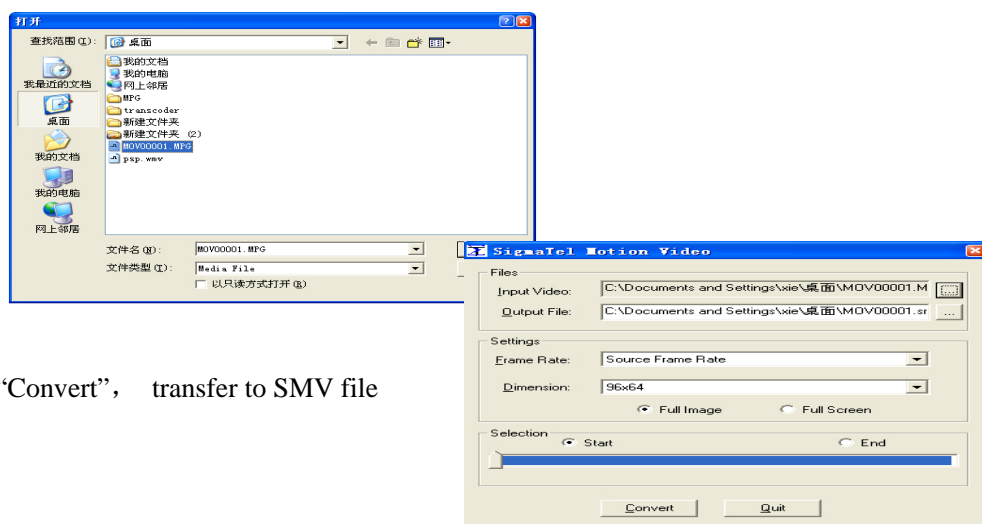 打开
查找范围(I): 桌面
我最近的文档
桌面
我的文档
我的电脑
网上邻居
我的文档
我的电脑
网上邻居
MPG
transcoder
新建文件夹
新建文件夹 (2)
MOV00001.MPG
psp.wmv
文件名(N): MOV00001.MPG
文件类型(T): Media File
以只读方式打开(R)
“Convert”， transfer to SMV file
SigmaTel Motion Video
Files
Input Video: C:\Documents and Settings\xie\桌面\MOV00001.M
...
Output File: C:\Documents and Settings\xie\桌面\MOV00001.sr
...
Settings
Frame Rate: Source Frame Rate
Dimension: 96x64
Full Image Full Screen
Selection
Start End
Convert Quit